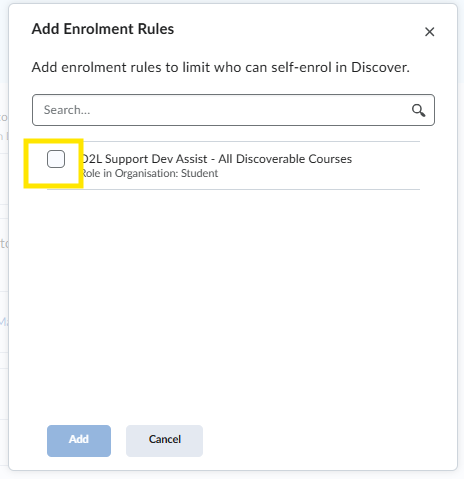 Add Enrolment Rules
Add enrolment rules to limit who can self-enrol in Discover.
Search...
D2L Support Dev Assist - All Discoverable Courses
Role in Organisation: Student
Add
Cancel